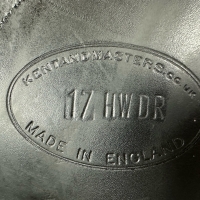 KENTANDMASTERS.co.uk
17 HWDR
MADE IN ENGLAND